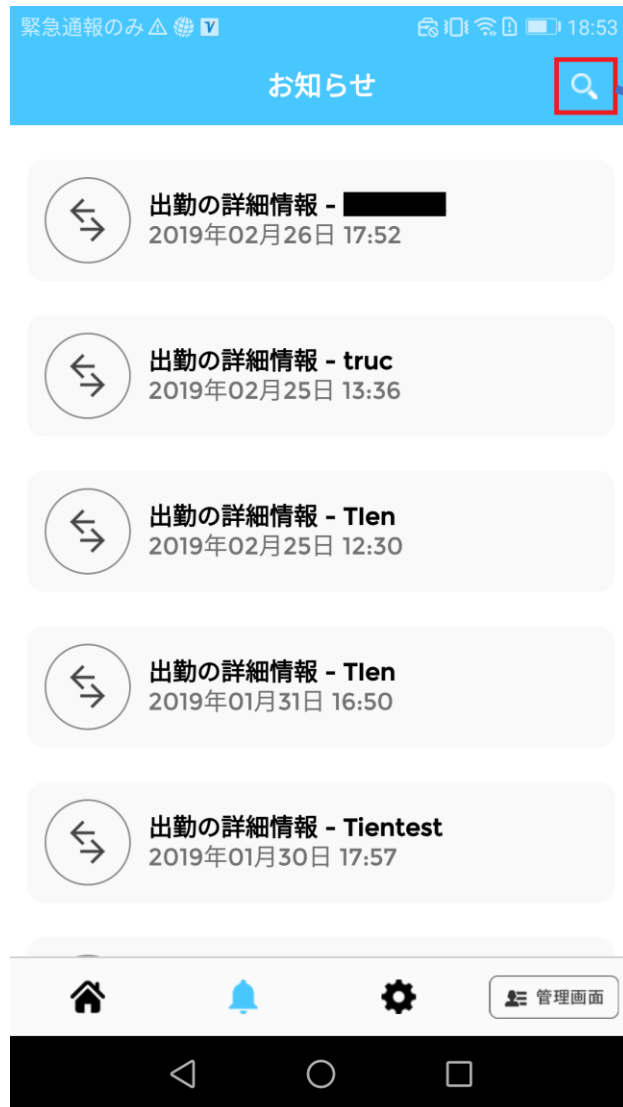 緊急通報のみ
18:53
お知らせ
出勤の詳細情報 -
2019年02月26日 17:52
出勤の詳細情報 - truc
2019年02月25日 13:36
出勤の詳細情報 - TIen
2019年02月25日 12:30
出勤の詳細情報 - TIen
2019年01月31日 16:50
出勤の詳細情報 - Tientest
2019年01月30日 17:57
管理画面